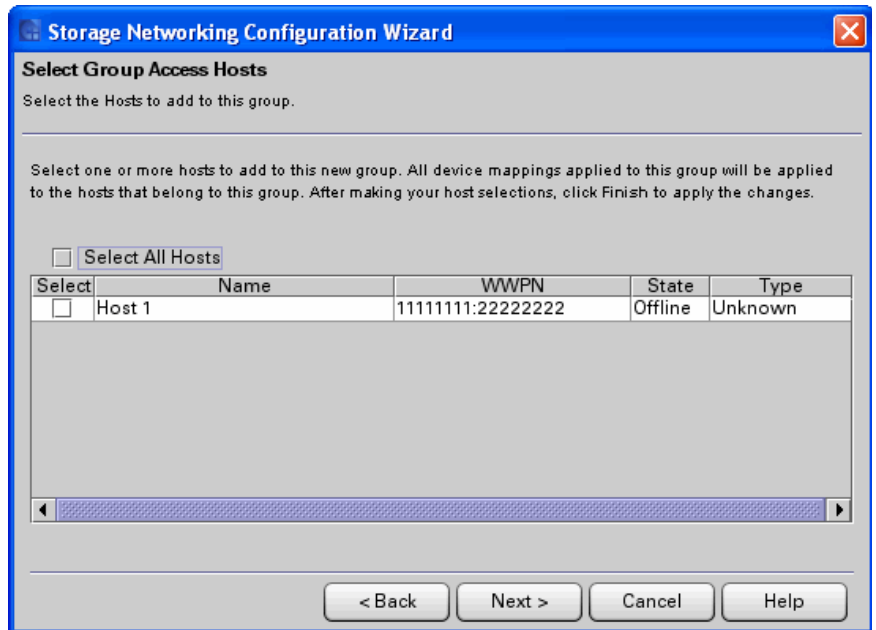 Storage Networking Configuration Wizard
Select Group Access Hosts
Select the Hosts to add to this group.
Select one or more hosts to add to this new group. All device mappings applied to this group will be applied
to the hosts that belong to this group. After making your host selections, click Finish to apply the changes.
Select All Hosts
Select Name WWPN State Type
Host 1 11111111:22222222 Offline Unknown
< Back Next > Cancel Help